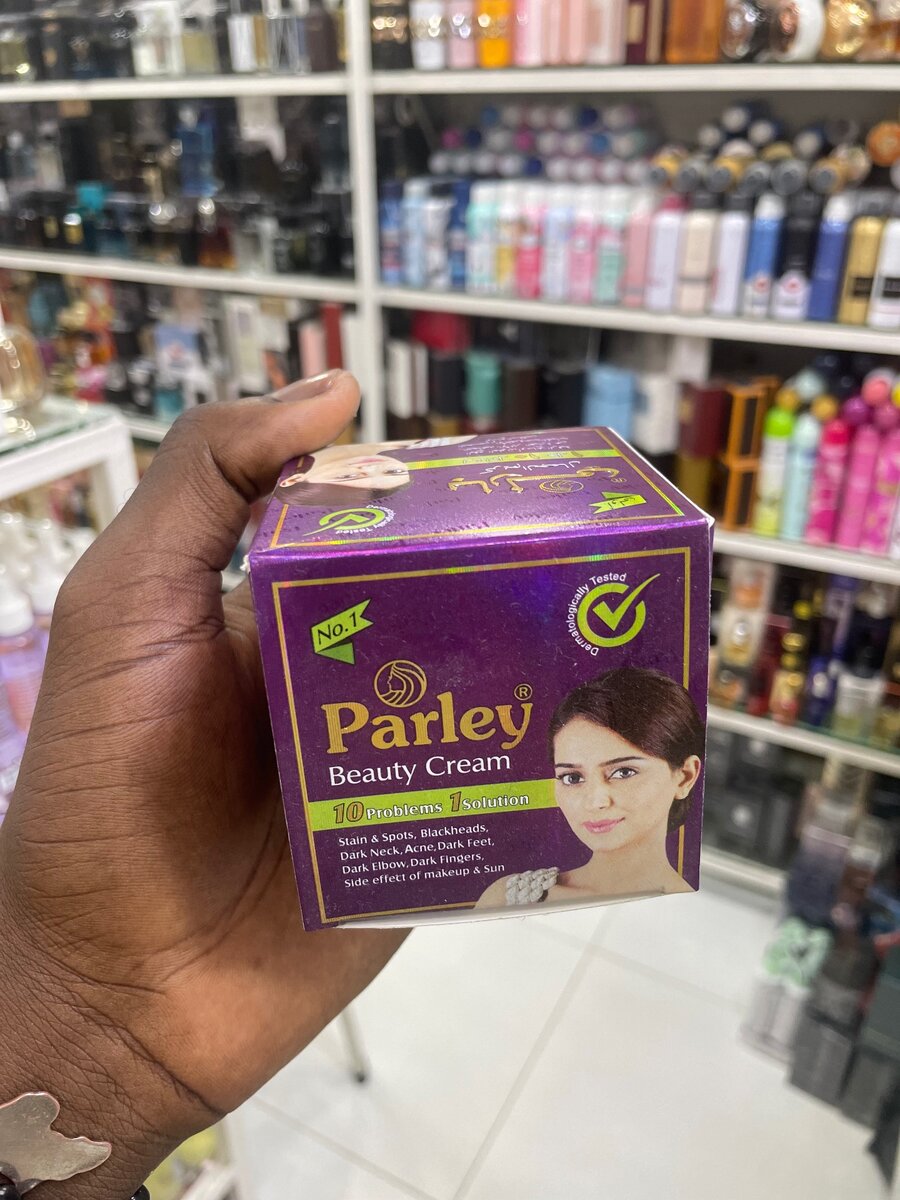 No.1
Dermatologically Tested
Parley®
Beauty Cream
10 Problems 1 Solution
Stain & Spots, Blackheads,
Dark Neck, Acne, Dark Feet,
Dark Elbow, Dark Fingers,
Side effect of makeup & Sun